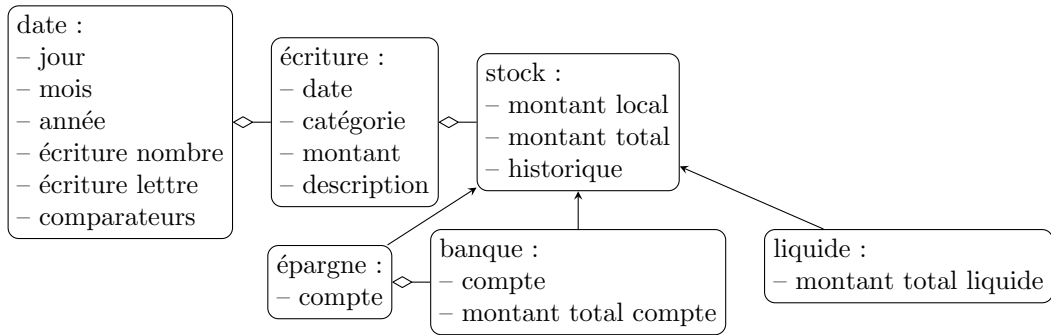 date :
– jour
– mois
– année
– écriture nombre
– écriture lettre
– comparateurs
écriture :
– date
– catégorie
– montant
– description
stock :
– montant local
– montant total
– historique
épargne :
– compte
banque :
– compte
– montant total compte
liquide :
– montant total liquide